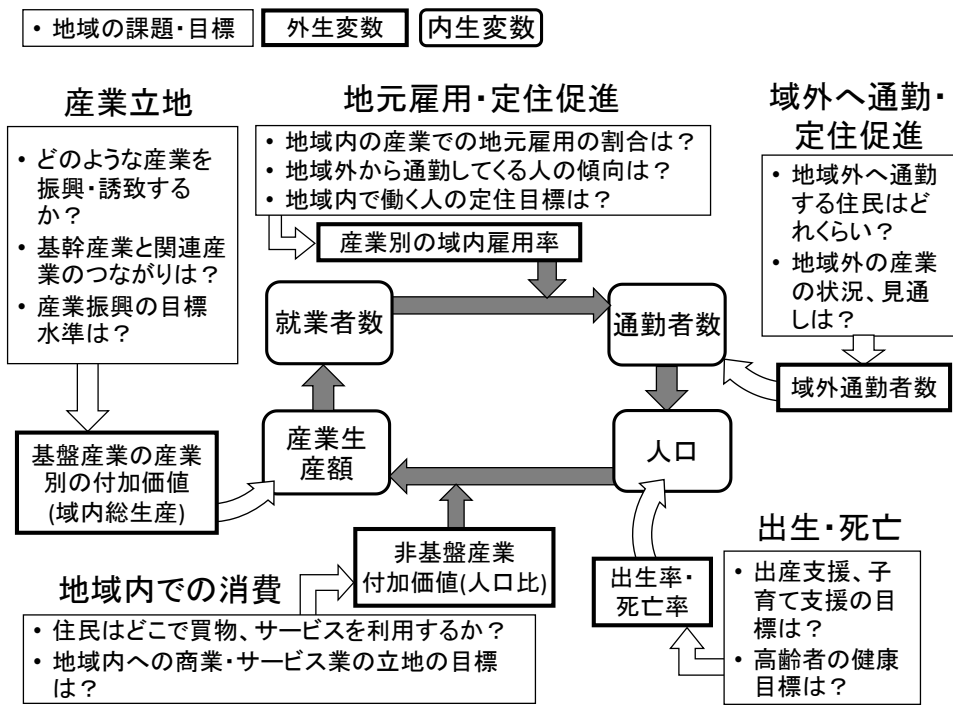 • 地域の課題・目標
外生変数
内生変数
産業立地
• どのような産業を
振興・誘致する
か？
• 基幹産業と関連産
業のつながりは？
• 産業振興の目標
水準は？
地元雇用・定住促進
• 地域内の産業での地元雇用の割合は？
• 地域外から通勤してくる人の傾向は？
• 地域内で働く人の定住目標は？
産業別の域内雇用率
域外へ通勤・
定住促進
• 地域外へ通勤
する住民はど
れくらい？
• 地域外の産業
の状況、見通
しは？
就業者数
通勤者数
域外通勤者数
基盤産業の産業
別の付加価値
(域内総生産)
産業生
産額
人口
非基盤産業
付加価値(人口比)
出生率・
死亡率
地域内での消費
• 住民はどこで買物、サービスを利用するか？
• 地域内への商業・サービス業の立地の目標
は？
出生・死亡
• 出産支援、子
育て支援の目
標は？
• 高齢者の健康
目標は？